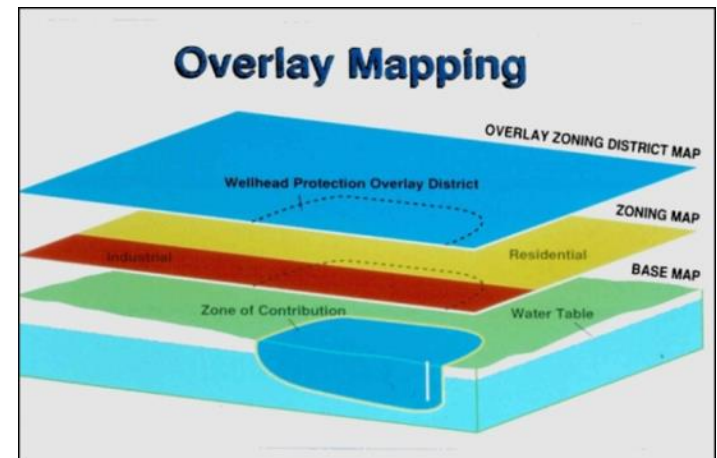 Overlay Mapping
OVERLAY ZONING DISTRICT MAP
Wellhead Protection Overlay District
ZONING MAP
Industrial
Residential
BASE MAP
Zone of Contribution
Water Table